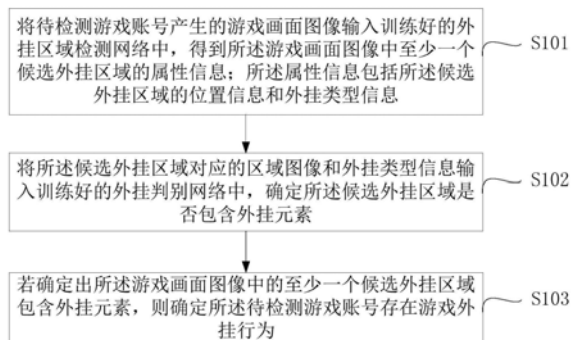 将待检测游戏账号产生的游戏画面图像输入训练好的外
挂区域检测网络中，得到所述游戏画面图像中至少一个
候选外挂区域的属性信息；所述属性信息包括所述候选
外挂区域的位置信息和外挂类型信息
S101
将所述候选外挂区域对应的区域图像和外挂类型信息输
入训练好的外挂判别网络中，确定所述候选外挂区域是
否包含外挂元素
S102
若确定出所述游戏画面图像中的至少一个候选外挂区域
包含外挂元素，则确定所述待检测游戏账号存在游戏外
挂行为
S103